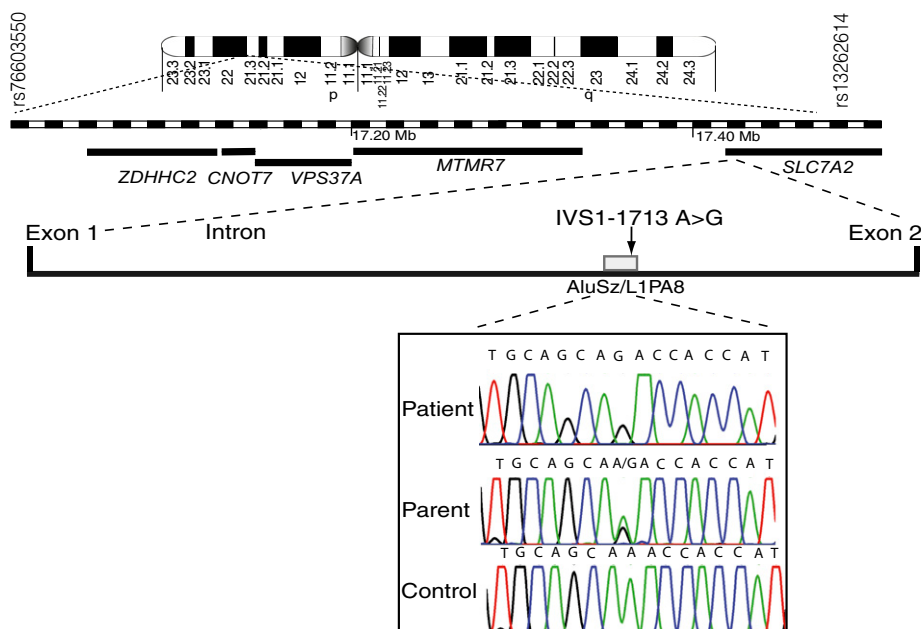 rs76603550
rs13262614
23.3 23.2 23.1 22 21.3 21.2 21.1 12 11.2 11.1 11.1 11.22 11.21 11.23 12 13 21.1 21.2 21.3 22.1 22.2 22.3 23 24.1 24.2 24.3
p q
17.20 Mb 17.40 Mb
ZDHHC2 CNOT7 VPS37A MTMR7 SLC7A2
IVS1-1713 A>G
Exon 1 Intron Exon 2
AluSz/L1PA8
T G C A G C A G A C C A C C A T
Patient
T G C A G C A A/G A C C A C C A T
Parent
T G C A G C A A A C C A C C A T
Control